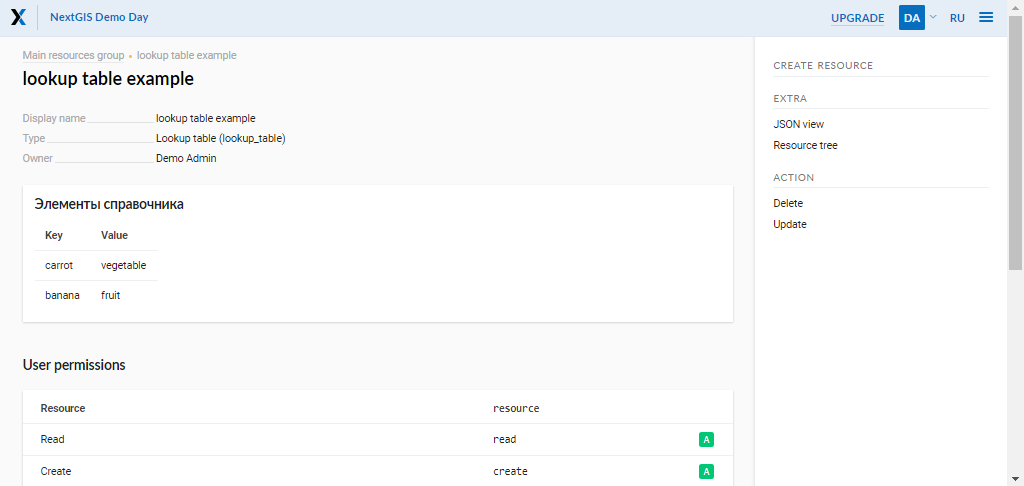 NextGIS Demo Day
UPGRADE DA RU
Main resources group • lookup table example
lookup table example
Display name lookup table example
Type Lookup table (lookup_table)
Owner Demo Admin
Элементы справочника
Key Value
carrot vegetable
banana fruit
User permissions
Resource resource
Read read A
Create create A
CREATE RESOURCE
EXTRA
JSON view
Resource tree
ACTION
Delete
Update